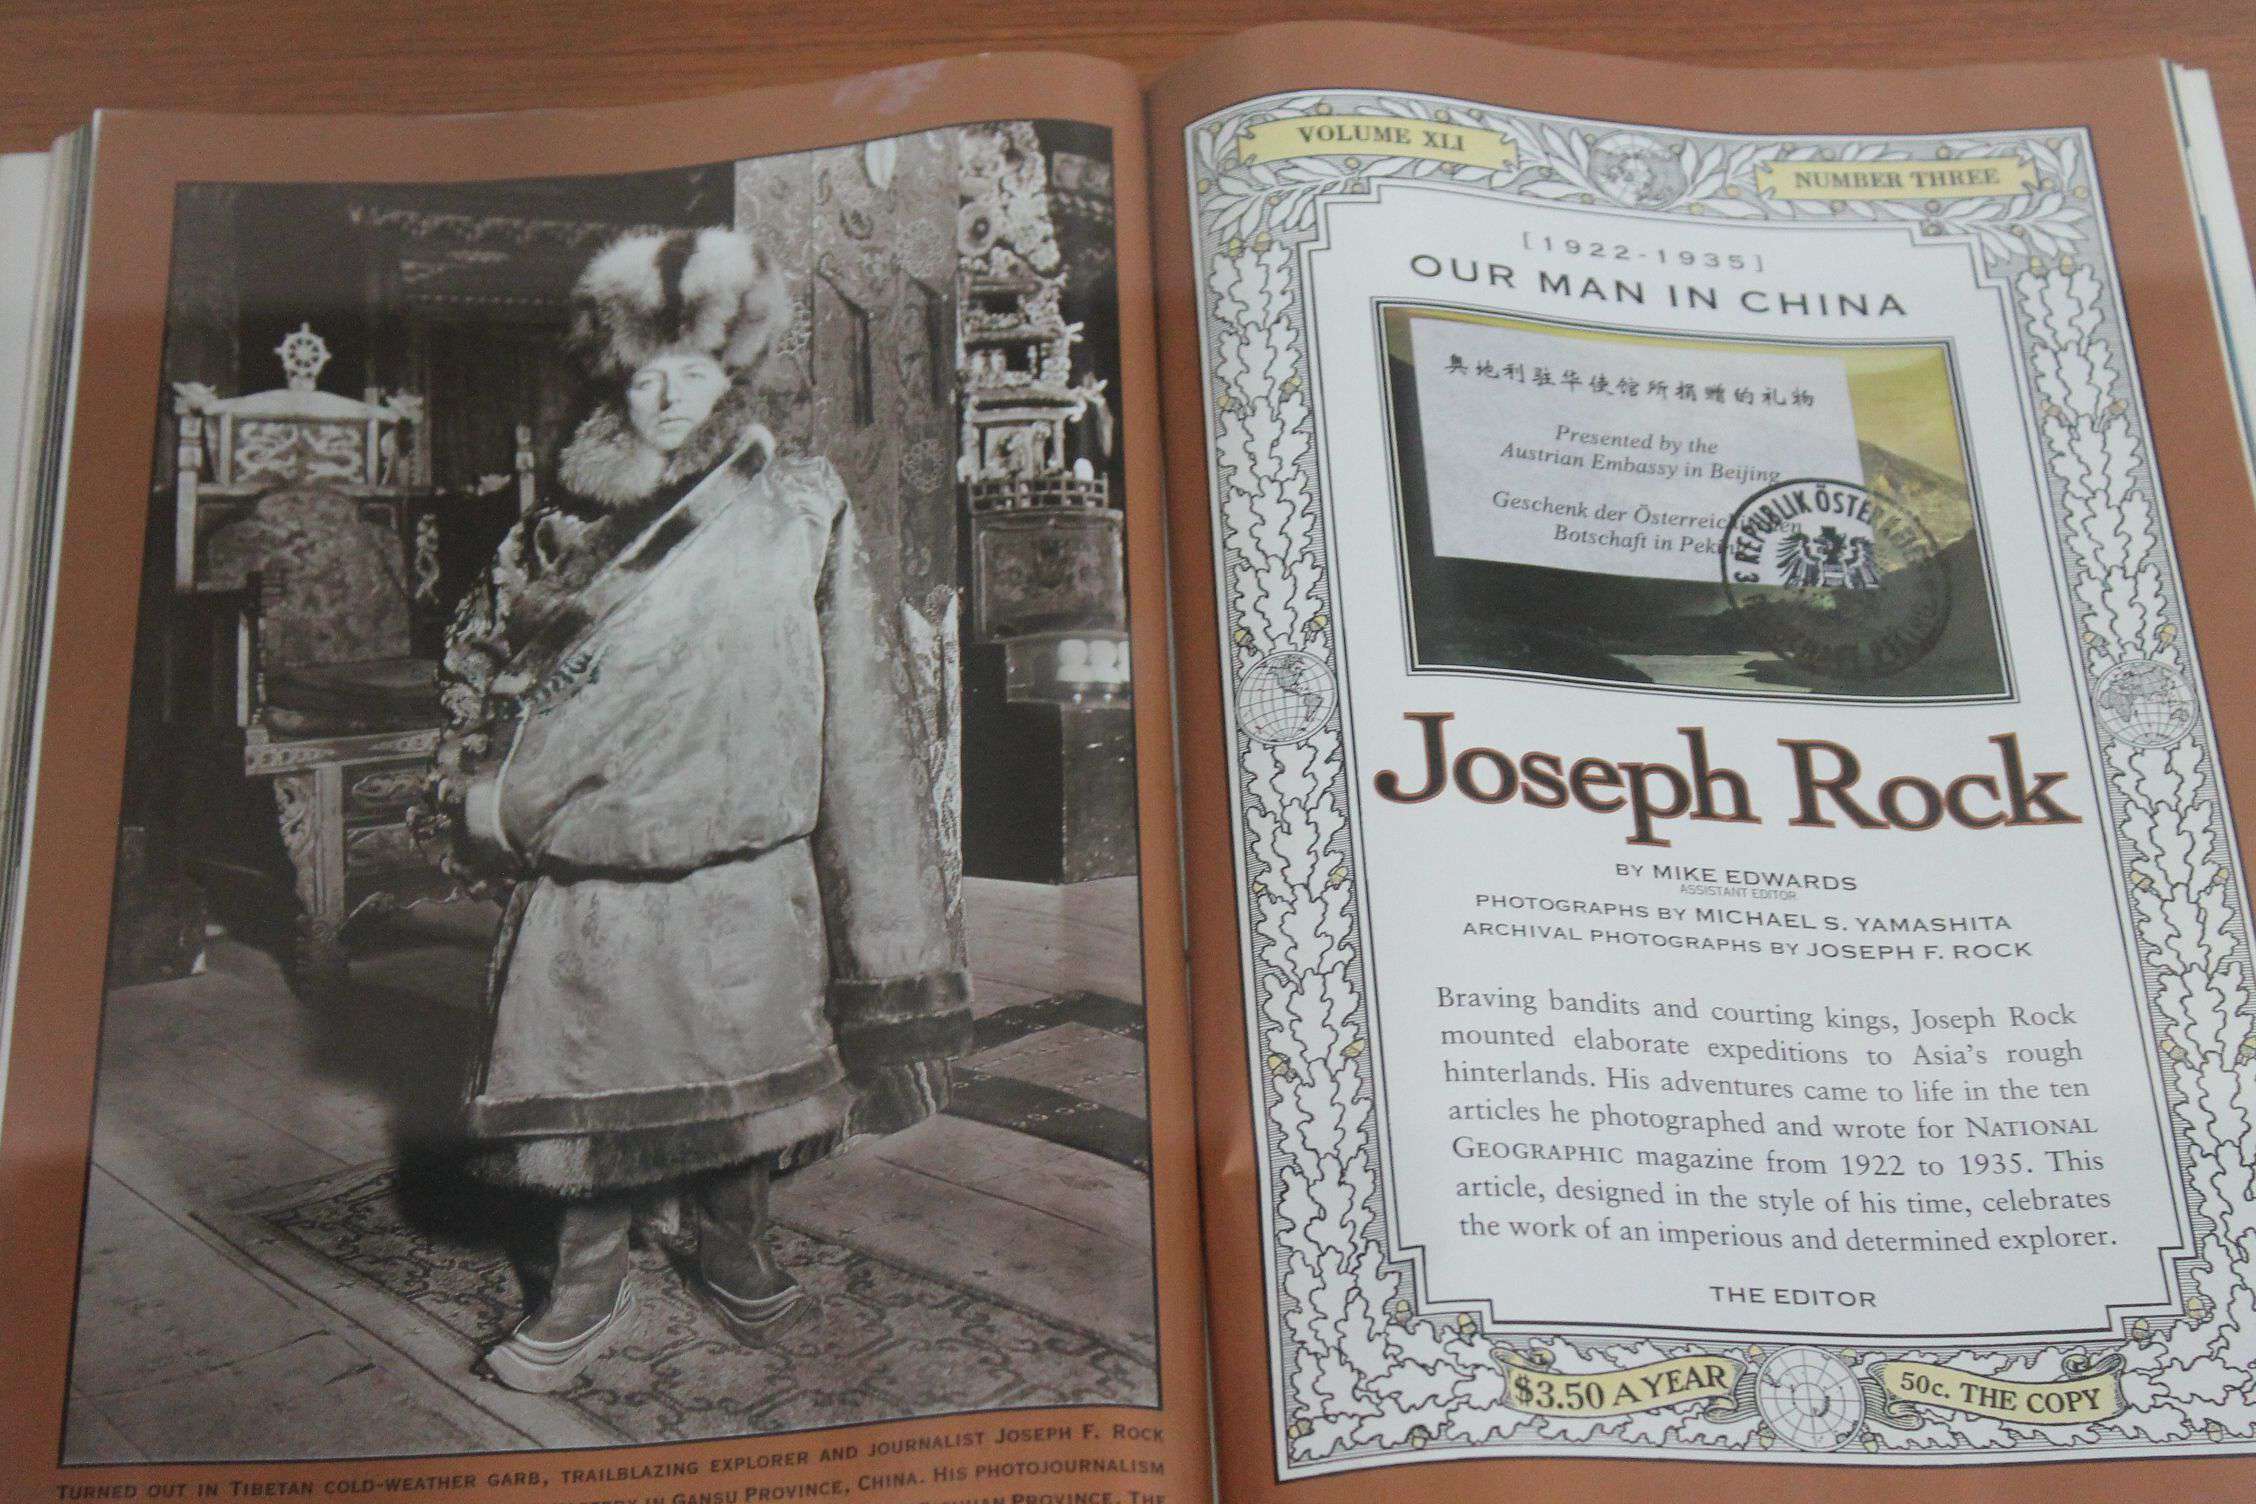 VOLUME XLI
NUMBER THREE
[1922-1935]
OUR MAN IN CHINA
奥地利驻华使馆所捐赠的礼物
Presented by the
Austrian Embassy in Beijing
Geschenk der
Botschaft in
REPUBLIK ÖSTERREICH
Joseph Rock
BY MIKE EDWARDS
ASSISTANT EDITOR
PHOTOGRAPHS BY MICHAEL S. YAMASHITA
ARCHIVAL PHOTOGRAPHS BY JOSEPH F. ROCK
Braving bandits and courting kings, Joseph Rock
mounted elaborate expeditions to Asia's rough
hinterlands. His adventures came to life in the ten
articles he photographed and wrote for NATIONAL
GEOGRAPHIC magazine from 1922 to 1935. This
article, designed in the style of his time, celebrates
the work of an imperious and determined explorer.
THE EDITOR
$3.50 A YEAR
50c. THE COPY
TURNED OUT IN TIBETAN COLD-WEATHER GARB, TRAILBLAZING EXPLORER AND JOURNALIST JOSEPH F. ROCK
IN GANSU PROVINCE, CHINA. HIS PHOTOJOURNALISM
PROVINCE. THE